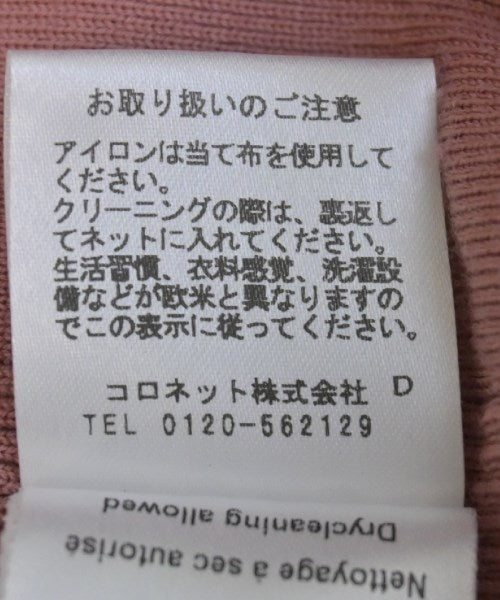 お取り扱いのご注意
アイロンは当て布を使用して
ください。
クリーニングの際は、裏返し
てネットに入れてください。
生活習慣、衣料感覚、洗濯設
備などが欧米と異なりますの
でこの表示に従ってください。
コロネット株式会社 D
TEL 0120-562129
Drycleaning allowed
Nettoyage à sec autorisé